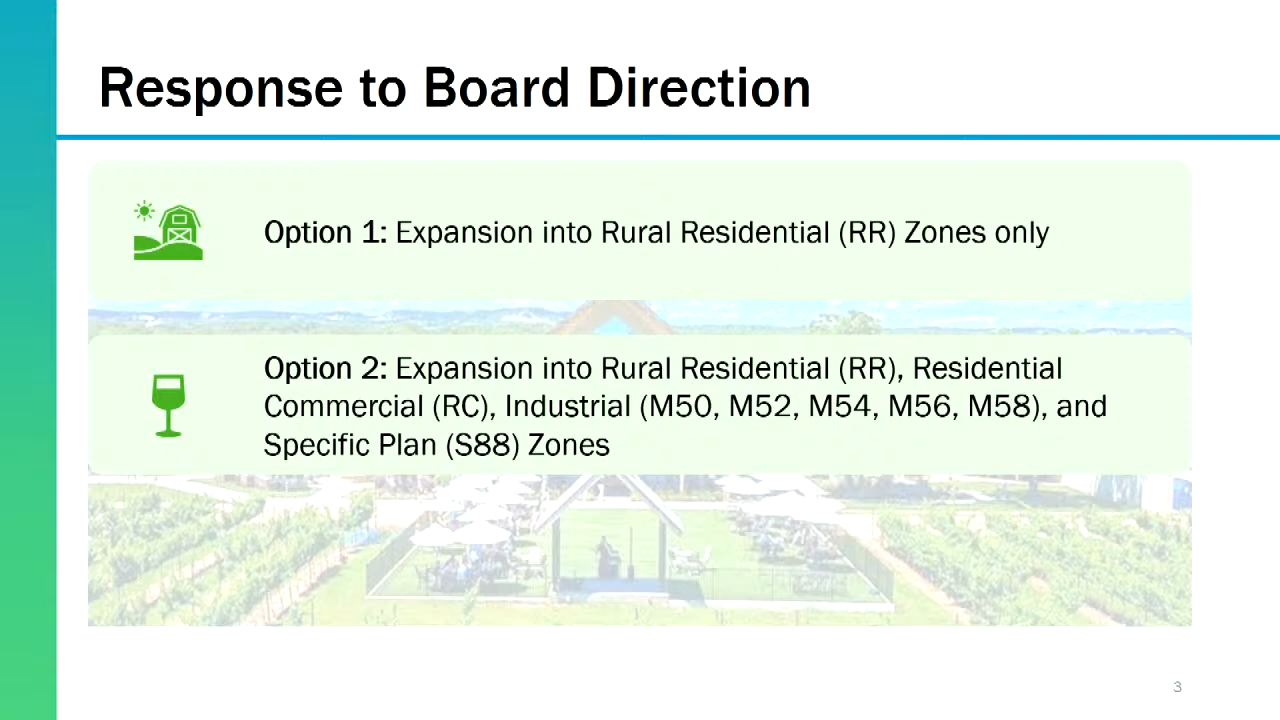 Response to Board Direction
Option 1: Expansion into Rural Residential (RR) Zones only
Option 2: Expansion into Rural Residential (RR), Residential
Commercial (RC), Industrial (M50, M52, M54, M56, M58), and
Specific Plan (S88) Zones
3